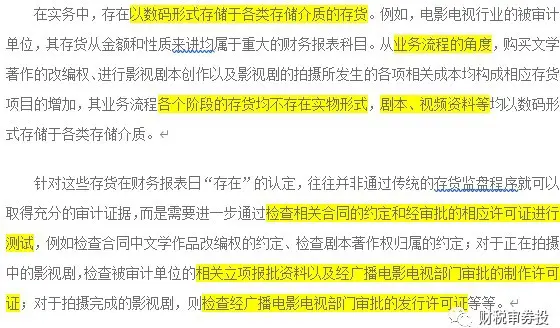 在实务中，存在以数码形式存储于各类存储介质的存货。例如，电影电视行业的被审计
单位，其存货从金额和性质来进均属于重大的财务报表科目。从业务流程的角度，购买文学
著作的改编权、进行影视剧本创作以及影视剧的拍摄所发生的各项相关成本均构成相应存货
项目的增加，其业务流程各个阶段的存货均不存在实物形式，剧本、视频资料等均以数码形
式存储于各类存储介质。
针对这些存货在财务报表日“存在”的认定，往往并非通过传统的存货监盘程序就可以
取得充分的审计证据，而是需要进一步通过检查相关合同的约定和经审批的相应许可证进行
测试，例如检查合同中文学作品改编权的约定、检查剧本著作权归属的约定；对于正在拍摄
中的影视剧，检查被审计单位的相关立项报批资料以及经广播电影电视部门审批的制作许可
证；对于拍摄完成的影视剧，则检查经广播电影电视部门审批的发行许可证等等。
财税审券投